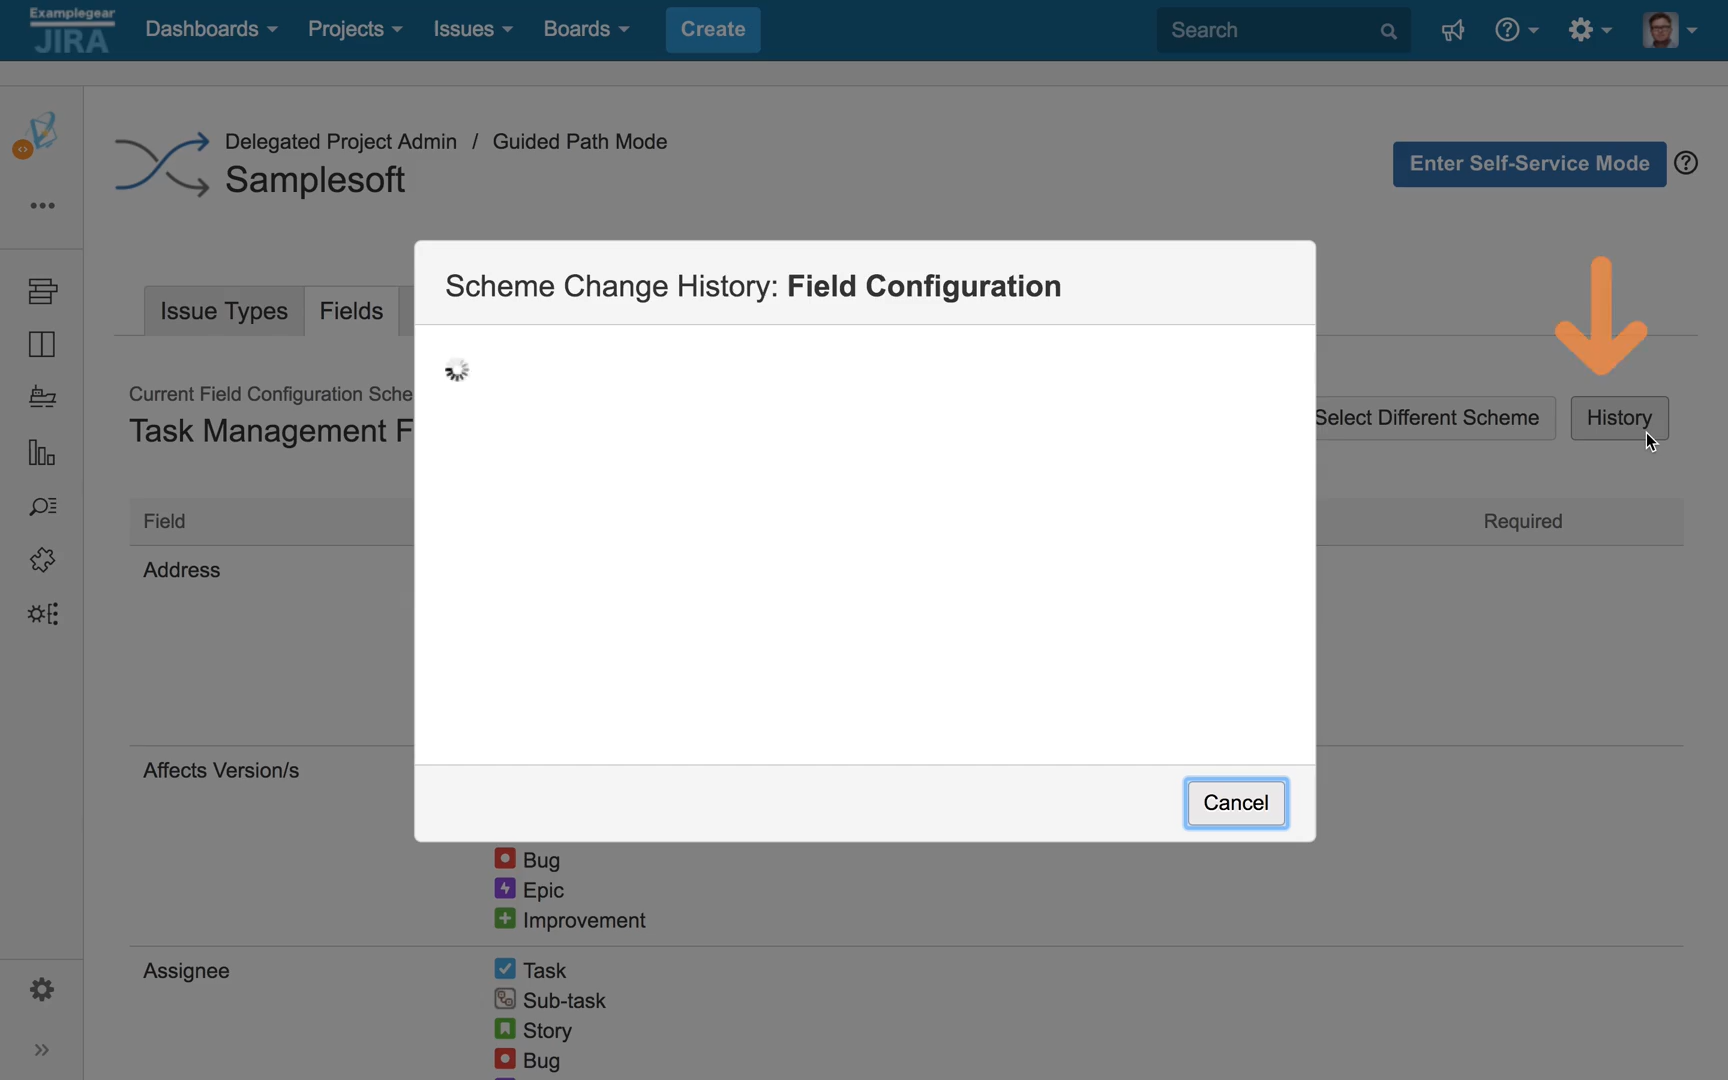 Examplegear
JIRA
Dashboards
Projects
Issues
Boards
Create
Search
Delegated Project Admin / Guided Path Mode
Samplesoft
Enter Self-Service Mode
Scheme Change History: Field Configuration
Issue Types
Fields
Current Field Configuration Sche
Task Management F
Select Different Scheme
History
Field
Required
Address
Affects Version/s
Cancel
Bug
Epic
Improvement
Assignee
Task
Sub-task
Story
Bug